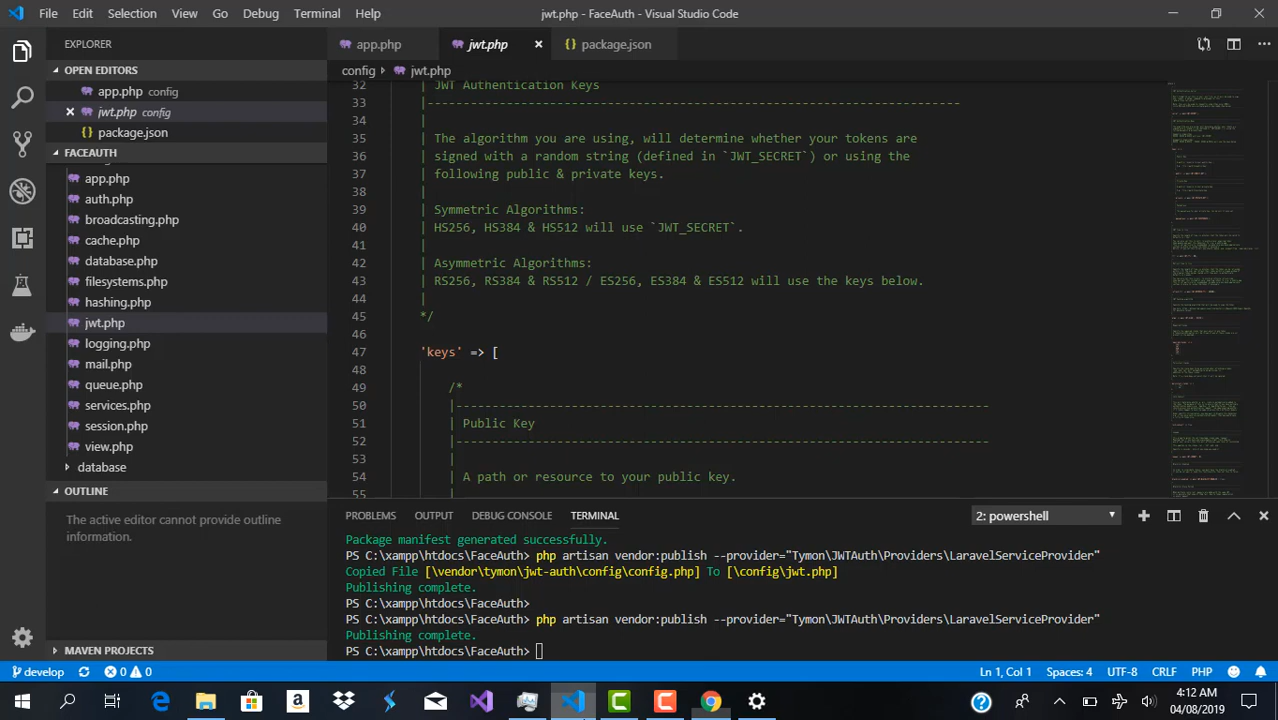 File Edit Selection View Go Debug Terminal Help
jwt.php - FaceAuth - Visual Studio Code
EXPLORER
OPEN EDITORS
app.php config
jwt.php config
package.json
FACEAUTH
app.php
auth.php
broadcasting.php
cache.php
database.php
filesystems.php
hashing.php
jwt.php
logging.php
mail.php
queue.php
services.php
session.php
view.php
database
OUTLINE
The active editor cannot provide outline
information.
MAVEN PROJECTS
app.php jwt.php package.json
config jwt.php
32 | JWT Authentication Keys
33 |--------------------------------------------------------------------------
34 |
35 | The algorithm you are using, will determine whether your tokens are
36 | signed with a random string (defined in `JWT_SECRET`) or using the
37 | following public & private keys.
38 |
39 | Symmetric Algorithms:
40 | HS256, HS384 & HS512 will use `JWT_SECRET`.
41 |
42 | Asymmetric Algorithms:
43 | RS256, RS384 & RS512 / ES256, ES384 & ES512 will use the keys below.
44 |
45 */
46
47 'keys' => [
48
49 /*
50 |--------------------------------------------------------------------------
51 | Public Key
52 |--------------------------------------------------------------------------
53 |
54 | A path or resource to your public key.
55 |
PROBLEMS OUTPUT DEBUG CONSOLE TERMINAL 2: powershell
Package manifest generated successfully.
PS C:\xampp\htdocs\FaceAuth> php artisan vendor:publish --provider="Tymon\JWTAuth\Providers\LaravelServiceProvider"
Copied File [\vendor\tymon\jwt-auth\config\config.php] To [\config\jwt.php]
Publishing complete.
PS C:\xampp\htdocs\FaceAuth>
PS C:\xampp\htdocs\FaceAuth> php artisan vendor:publish --provider="Tymon\JWTAuth\Providers\LaravelServiceProvider"
Publishing complete.
PS C:\xampp\htdocs\FaceAuth>
develop 0 0 Ln 1, Col 1 Spaces: 4 UTF-8 CRLF PHP
4:12 AM
04/08/2019